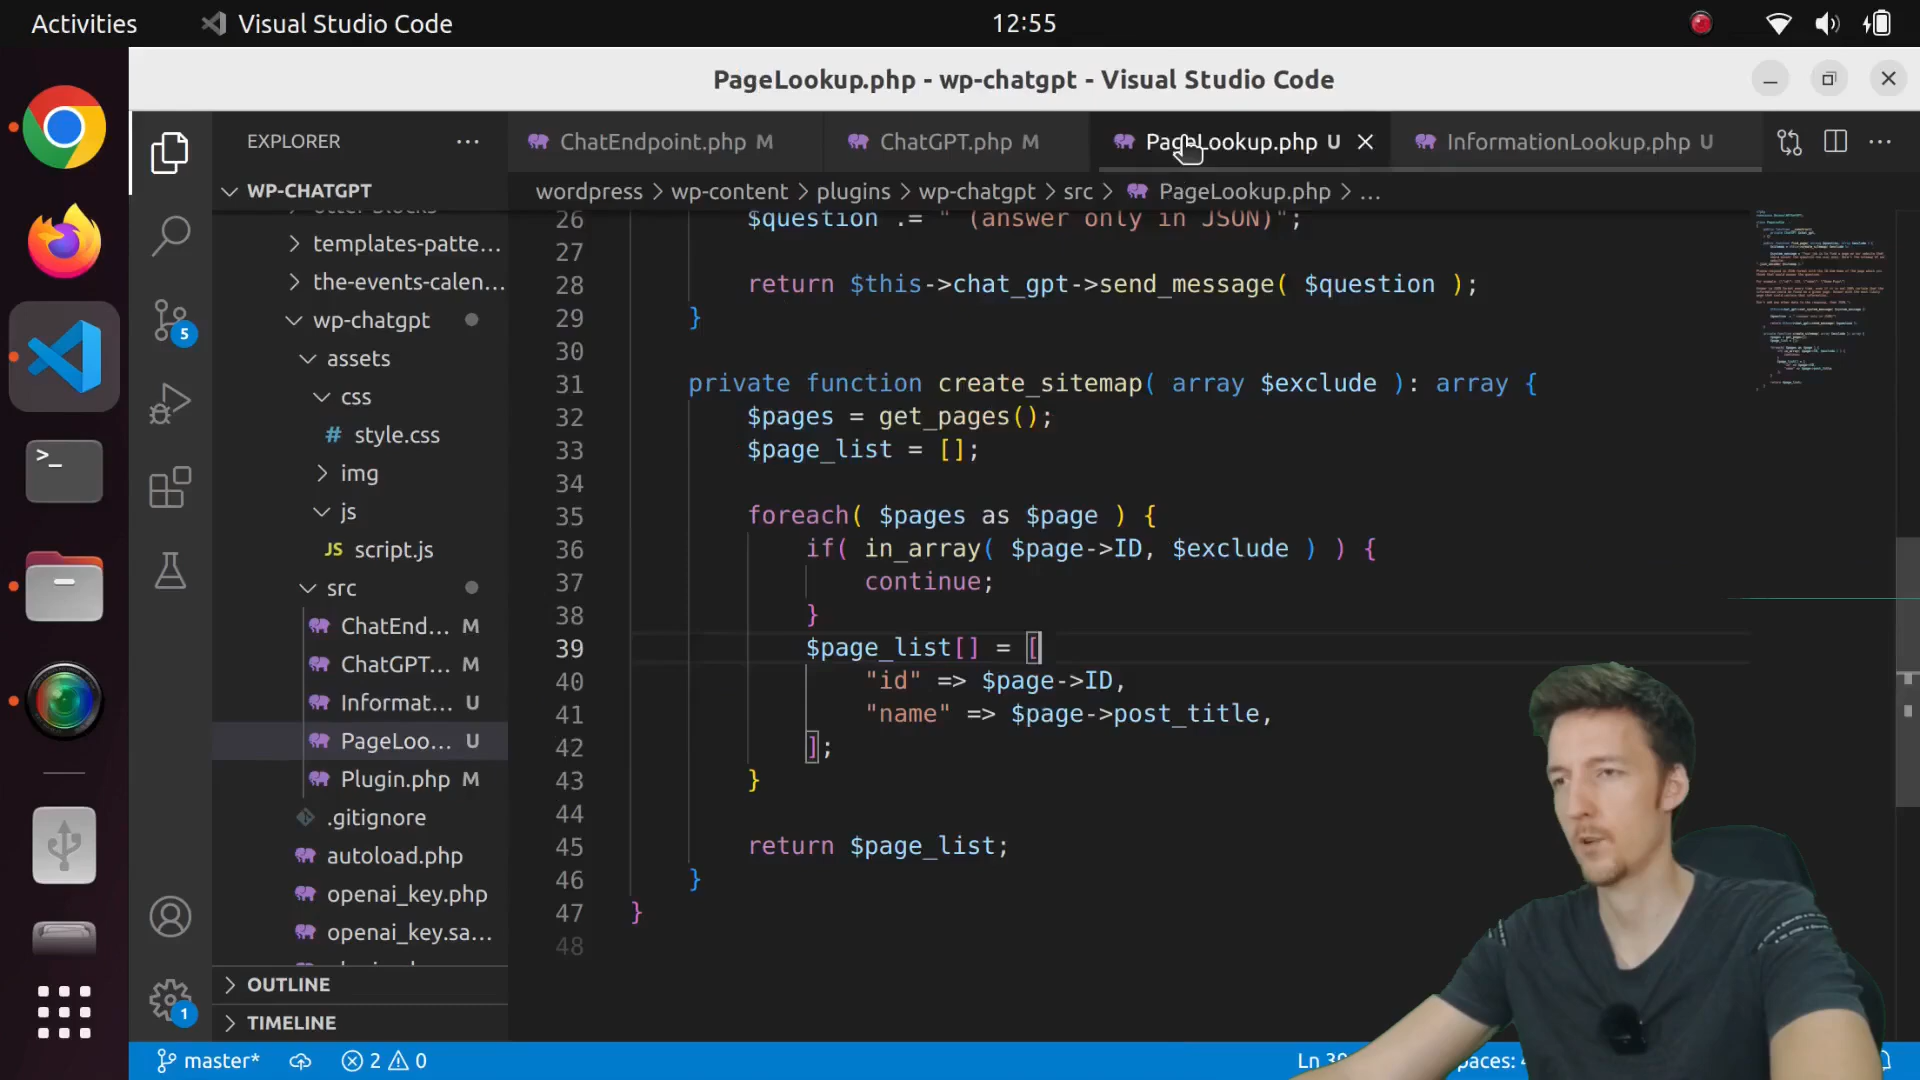 Activities
Visual Studio Code
12:55
PageLookup.php - wp-chatgpt - Visual Studio Code
EXPLORER
ChatEndpoint.php M
ChatGPT.php M
PageLookup.php U
InformationLookup.php U
WP-CHATGPT
wordpress > wp-content > plugins > wp-chatgpt > src > PageLookup.php > ...
templates-patte...
the-events-calen...
wp-chatgpt
assets
css
# style.css
img
js
JS script.js
src
ChatEnd... M
ChatGPT... M
Informat... U
PageLoo... U
Plugin.php M
.gitignore
autoload.php
openai_key.php
openai_key.sa...
OUTLINE
TIMELINE
5
1
26 $question .= " (answer only in JSON)";
27
28 return $this->chat_gpt->send_message( $question );
29 }
30
31 private function create_sitemap( array $exclude ): array {
32 $pages = get_pages();
33 $page_list = [];
34
35 foreach( $pages as $page ) {
36 if( in_array( $page->ID, $exclude ) ) {
37 continue;
38 }
39 $page_list[] = [
40 "id" => $page->ID,
41 "name" => $page->post_title,
42 ];
43 }
44
45 return $page_list;
46 }
47 }
48
master*
2
0